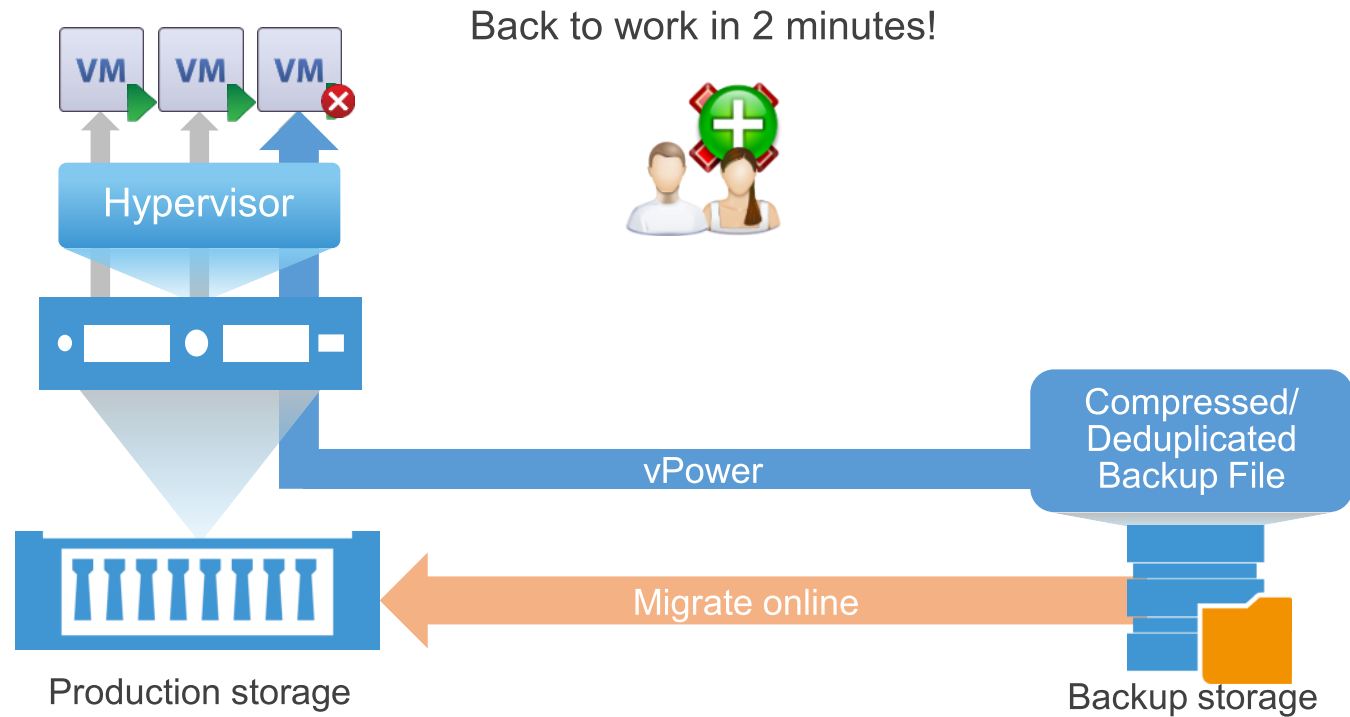 Back to work in 2 minutes!
VM
VM
VM
Hypervisor
Compressed/
Deduplicated
Backup File
vPower
Migrate online
Production storage
Backup storage